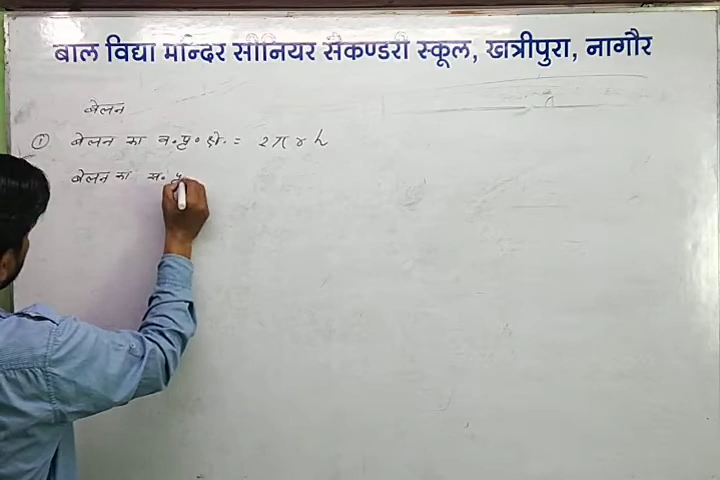 बाल विद्या मन्दिर सीनियर सैकण्डरी स्कूल, खत्रीपुरा, नागौर
बेलन
① बेलन का व॰पृ॰क्षे॰ = 2πrh
बेलन का स॰पृ